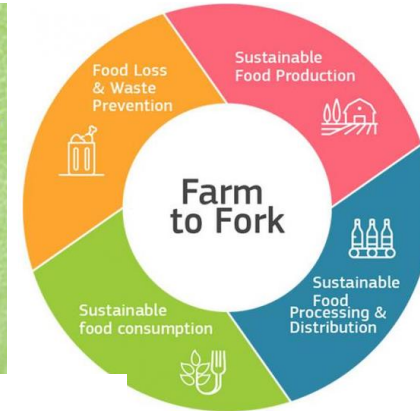 Food Loss
& Waste
Prevention
Sustainable
Food Production
Farm
to Fork
Sustainable
Food
Processing &
Distribution
Sustainable
food consumption